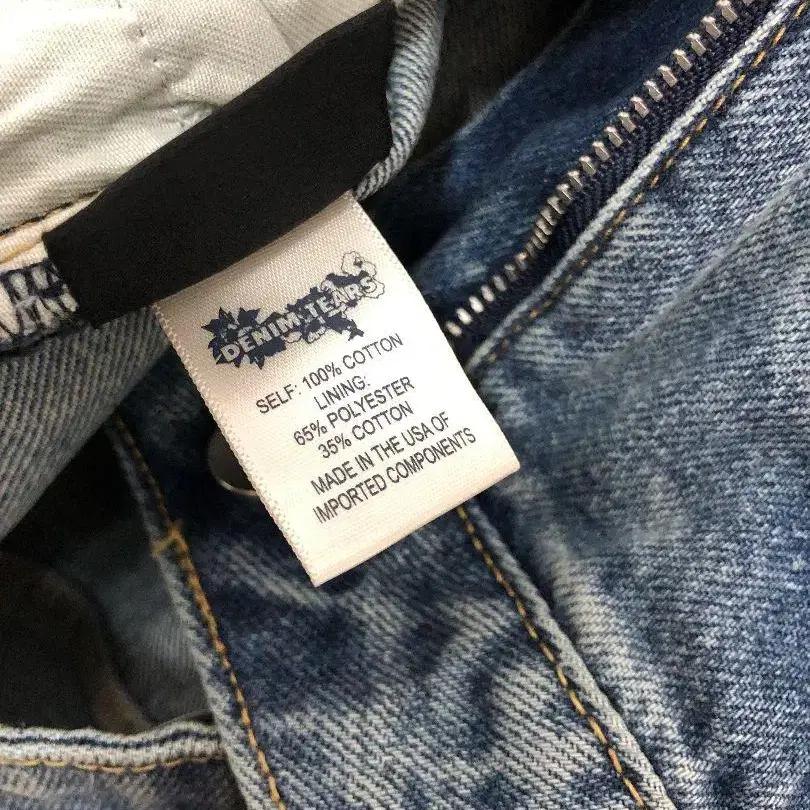 DENIM TEARS
SELF: 100% COTTON
LINING:
65% POLYESTER
35% COTTON
MADE IN THE USA OF
IMPORTED COMPONENTS